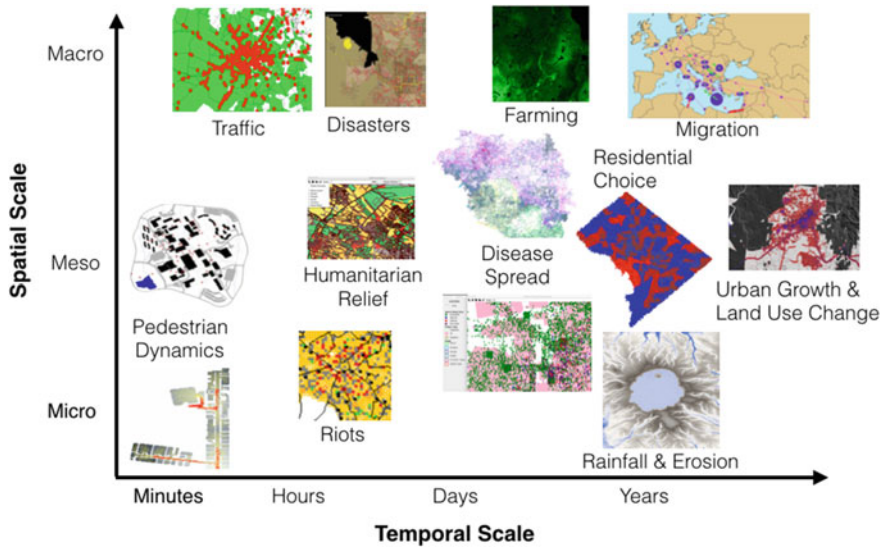 Macro
Traffic
Disasters
Farming
Migration
Spatial Scale
Meso
Pedestrian
Dynamics
Humanitarian
Relief
Disease
Spread
Residential
Choice
Urban Growth &
Land Use Change
Micro
Riots
Rainfall & Erosion
Minutes
Hours
Days
Years
Temporal Scale